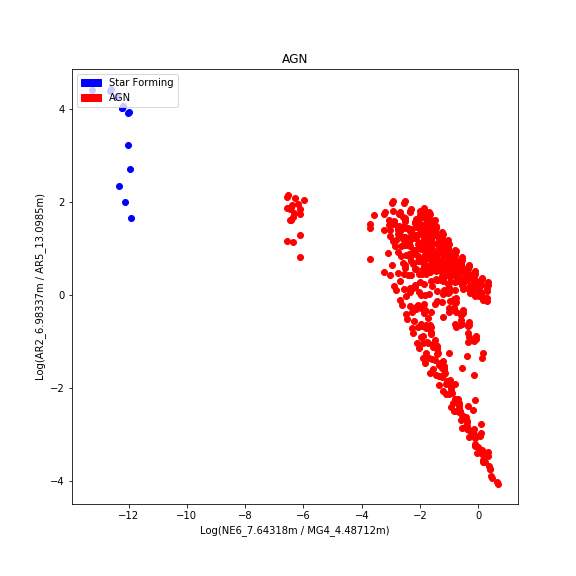 AGN
Star Forming
AGN
4
2
0
−2
−4
Log(AR2_6.98337m / AR5_13.0985m)
−12
−10
−8
−6
−4
−2
0
Log(NE6_7.64318m / MG4_4.48712m)